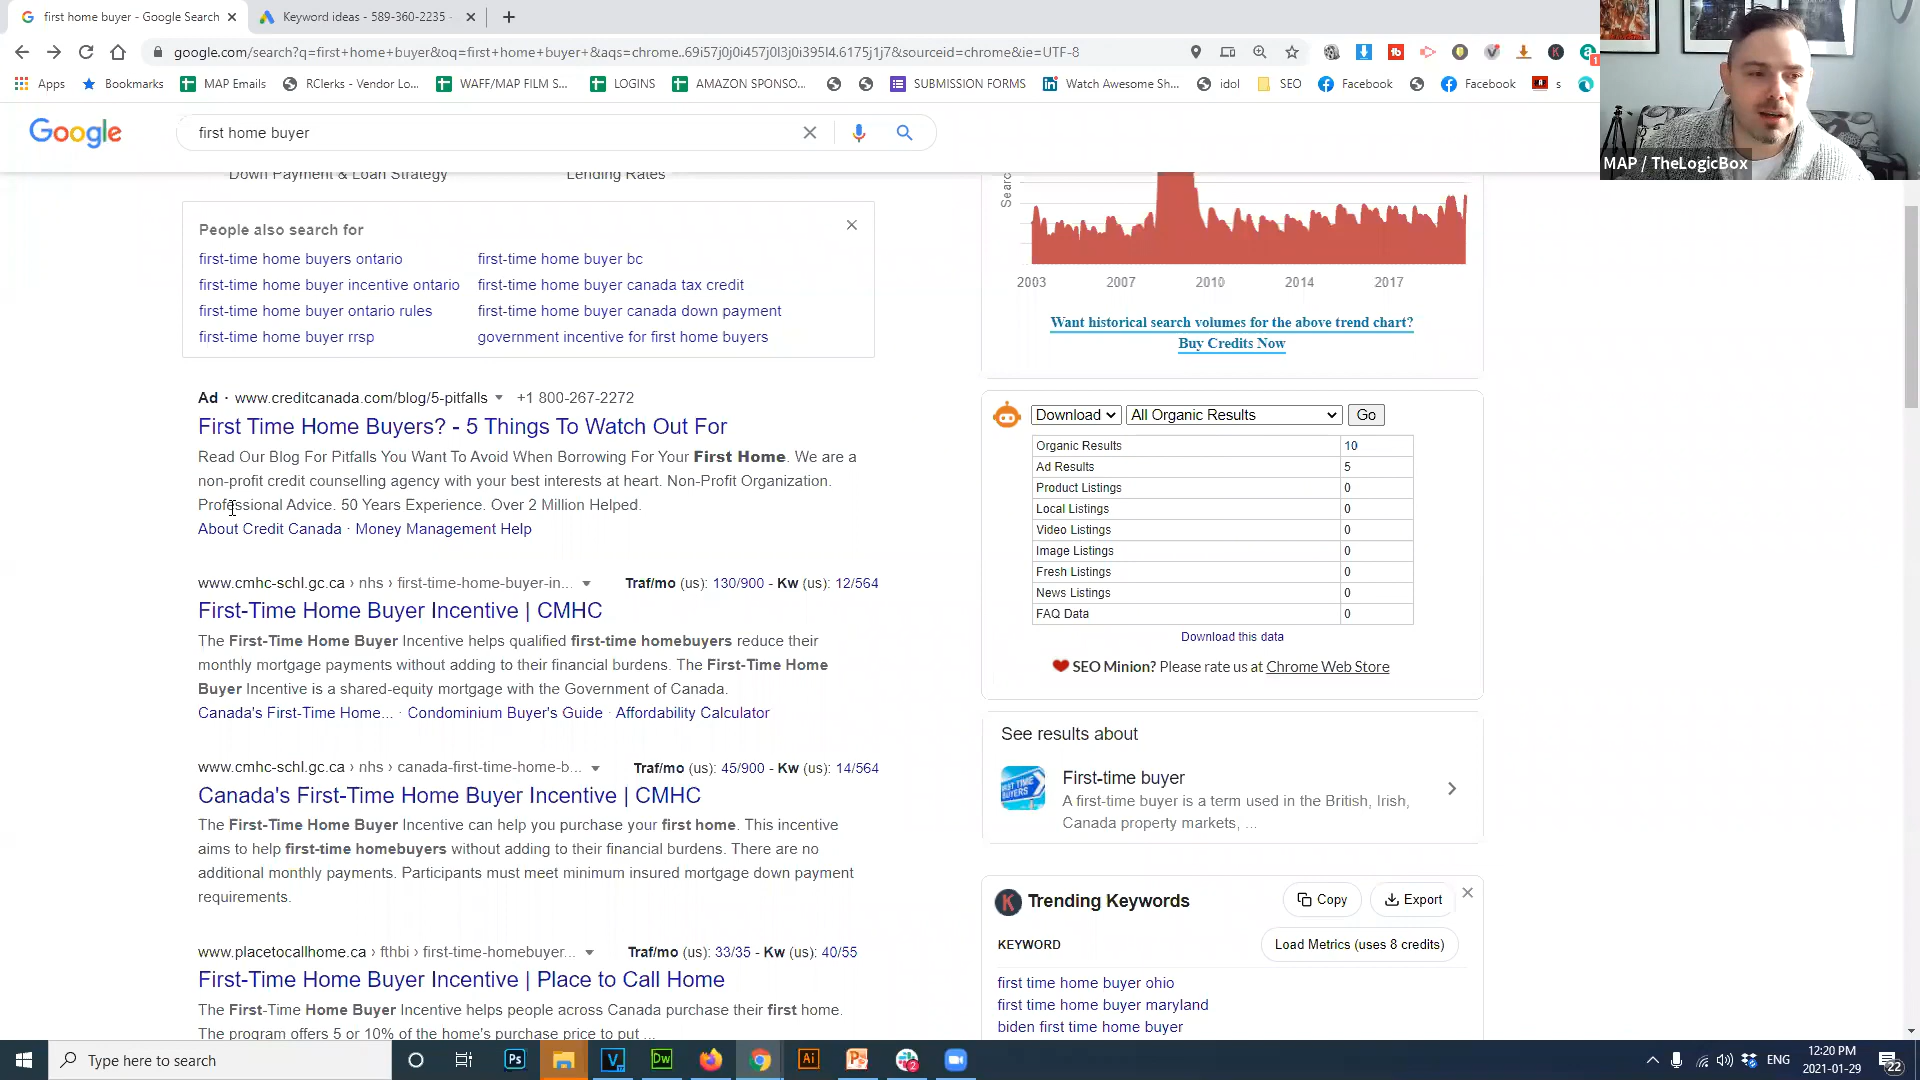 first home buyer - Google Search
Keyword ideas - 589-360-2235 -
google.com/search?q=first+home+buyer&oq=first+home+buyer+&aqs=chrome..69i57j0j0i457j0l3j0i395l4.6175j1j7&sourceid=chrome&ie=UTF-8
Apps Bookmarks MAP Emails RClerks - Vendor Lo... WAFF/MAP FILM S... LOGINS AMAZON SPONSO... SUBMISSION FORMS Watch Awesome Sh... idol SEO Facebook Facebook s
MAP / TheLogicBox
Google
first home buyer
Down Payment & Loan Strategy
Lending Rates
People also search for
first-time home buyers ontario
first-time home buyer bc
first-time home buyer incentive ontario
first-time home buyer canada tax credit
first-time home buyer ontario rules
first-time home buyer canada down payment
first-time home buyer rrsp
government incentive for first home buyers
Ad · www.creditcanada.com/blog/5-pitfalls +1 800-267-2272
First Time Home Buyers? - 5 Things To Watch Out For
Read Our Blog For Pitfalls You Want To Avoid When Borrowing For Your First Home. We are a
non-profit credit counselling agency with your best interests at heart. Non-Profit Organization.
Professional Advice. 50 Years Experience. Over 2 Million Helped.
About Credit Canada · Money Management Help
www.cmhc-schl.gc.ca › nhs › first-time-home-buyer-in... Traf/mo (us): 130/900 - Kw (us): 12/564
First-Time Home Buyer Incentive | CMHC
The First-Time Home Buyer Incentive helps qualified first-time homebuyers reduce their
monthly mortgage payments without adding to their financial burdens. The First-Time Home
Buyer Incentive is a shared-equity mortgage with the Government of Canada.
Canada's First-Time Home... · Condominium Buyer's Guide · Affordability Calculator
www.cmhc-schl.gc.ca › nhs › canada-first-time-home-b... Traf/mo (us): 45/900 - Kw (us): 14/564
Canada's First-Time Home Buyer Incentive | CMHC
The First-Time Home Buyer Incentive can help you purchase your first home. This incentive
aims to help first-time homebuyers without adding to their financial burdens. There are no
additional monthly payments. Participants must meet minimum insured mortgage down payment
requirements.
www.placetocallhome.ca › fthbi › first-time-homebuyer... Traf/mo (us): 33/35 - Kw (us): 40/55
First-Time Home Buyer Incentive | Place to Call Home
The First-Time Home Buyer Incentive helps people across Canada purchase their first home.
The program offers 5 or 10% of the home's purchase price to put ...
Searc
2003 2007 2010 2014 2017
Want historical search volumes for the above trend chart?
Buy Credits Now
Download All Organic Results Go
Organic Results 10
Ad Results 5
Product Listings 0
Local Listings 0
Video Listings 0
Image Listings 0
Fresh Listings 0
News Listings 0
FAQ Data 0
Download this data
SEO Minion? Please rate us at Chrome Web Store
See results about
First-time buyer
A first-time buyer is a term used in the British, Irish,
Canada property markets, ...
Trending Keywords Copy Export
KEYWORD Load Metrics (uses 8 credits)
first time home buyer ohio
first time home buyer maryland
biden first time home buyer
Type here to search
ENG
12:20 PM
2021-01-29
22